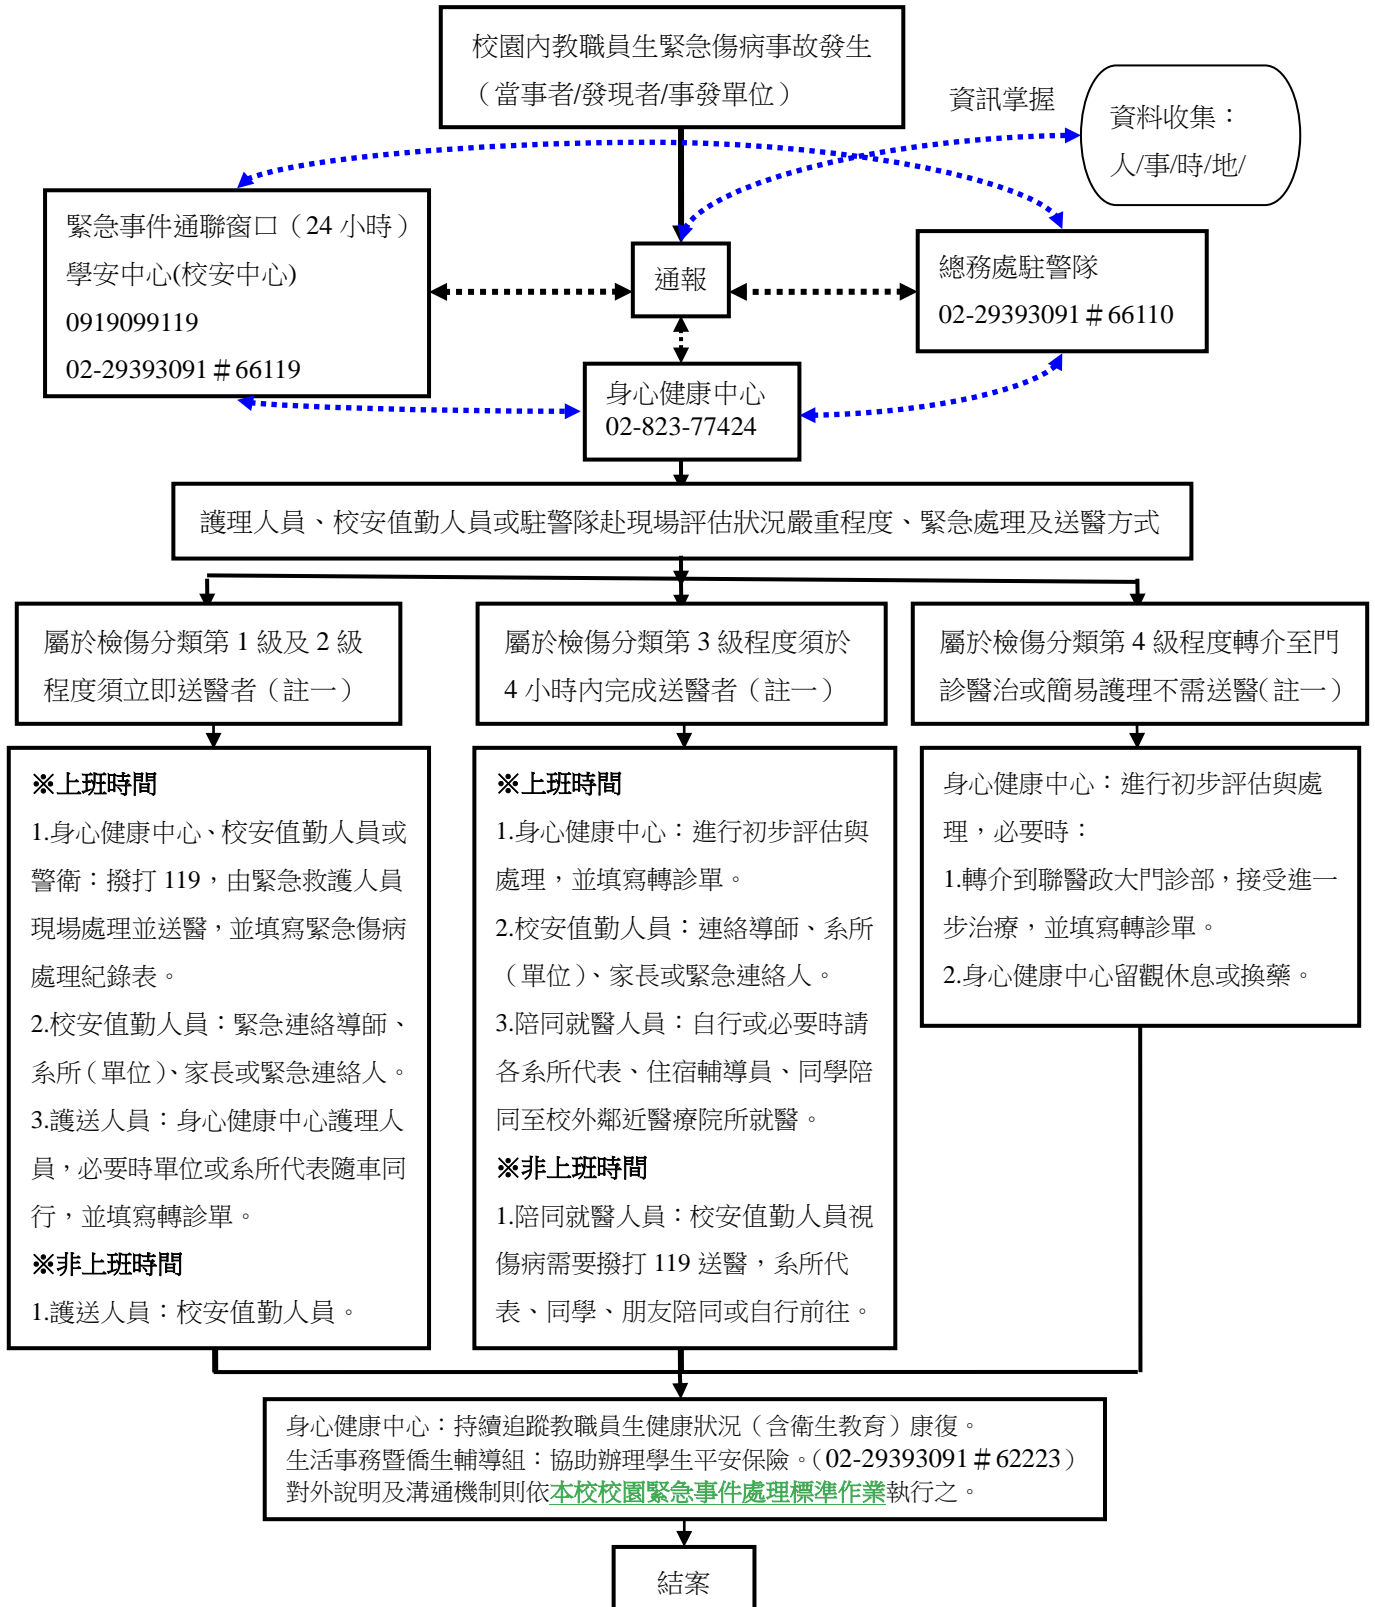 校園內教職員生緊急傷病事故發生
（當事者/發現者/事發單位）
資訊掌握
資料收集：
人/事/時/地/
緊急事件通聯窗口（24 小時）
學安中心(校安中心)
0919099119
02-29393091＃66119
通報
總務處駐警隊
02-29393091＃66110
身心健康中心
02-823-77424
護理人員、校安值勤人員或駐警隊赴現場評估狀況嚴重程度、緊急處理及送醫方式
屬於檢傷分類第 1 級及 2 級
程度須立即送醫者（註一）
屬於檢傷分類第 3 級程度須於
4 小時內完成送醫者（註一）
屬於檢傷分類第 4 級程度轉介至門
診醫治或簡易護理不需送醫(註一）
※上班時間
1.身心健康中心、校安值勤人員或
警衛：撥打 119，由緊急救護人員
現場處理並送醫，並填寫緊急傷病
處理紀錄表。
2.校安值勤人員：緊急連絡導師、
系所（單位）、家長或緊急連絡人。
3.護送人員：身心健康中心護理人
員，必要時單位或系所代表隨車同
行，並填寫轉診單。
※非上班時間
1.護送人員：校安值勤人員。
※上班時間
1.身心健康中心：進行初步評估與
處理，並填寫轉診單。
2.校安值勤人員：連絡導師、系所
（單位）、家長或緊急連絡人。
3.陪同就醫人員：自行或必要時請
各系所代表、住宿輔導員、同學陪
同至校外鄰近醫療院所就醫。
※非上班時間
1.陪同就醫人員：校安值勤人員視
傷病需要撥打 119 送醫，系所代
表、同學、朋友陪同或自行前往。
身心健康中心：進行初步評估與處
理，必要時：
1.轉介到聯醫政大門診部，接受進一
步治療，並填寫轉診單。
2.身心健康中心留觀休息或換藥。
身心健康中心：持續追蹤教職員生健康狀況（含衛生教育）康復。
生活事務暨僑生輔導組：協助辦理學生平安保險。（02-29393091＃62223）
對外說明及溝通機制則依本校校園緊急事件處理標準作業執行之。
結案